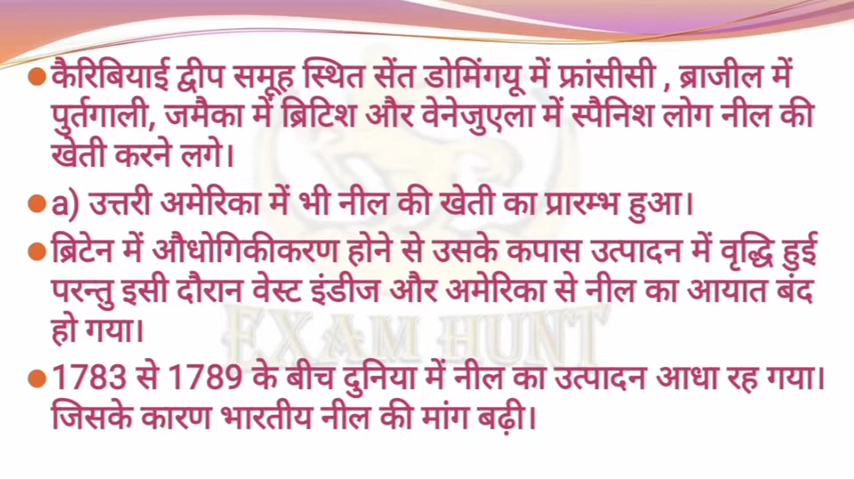 कैरिबियाई द्वीप समूह स्थित सेंत डोमिंगयू में फ्रांसीसी , ब्राजील में
पुर्तगाली, जमैका में ब्रिटिश और वेनेजुएला में स्पैनिश लोग नील की
खेती करने लगे।
a) उत्तरी अमेरिका में भी नील की खेती का प्रारम्भ हुआ।
ब्रिटेन में औधोगिकीकरण होने से उसके कपास उत्पादन में वृद्धि हुई
परन्तु इसी दौरान वेस्ट इंडीज और अमेरिका से नील का आयात बंद
हो गया।
EXAM HUNT
1783 से 1789 के बीच दुनिया में नील का उत्पादन आधा रह गया।
जिसके कारण भारतीय नील की मांग बढ़ी।